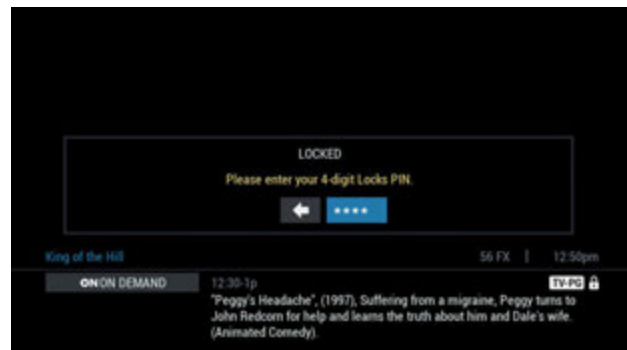 LOCKED
Please enter your 4-digit Locks PIN.
****
King of the Hill 56 FX | 12:50pm
ON ON DEMAND 12:30-1p TV-PG
"Peggy's Headache", (1997), Suffering from a migraine, Peggy turns to
John Redcorn for help and learns the truth about him and Dale's wife.
(Animated Comedy).